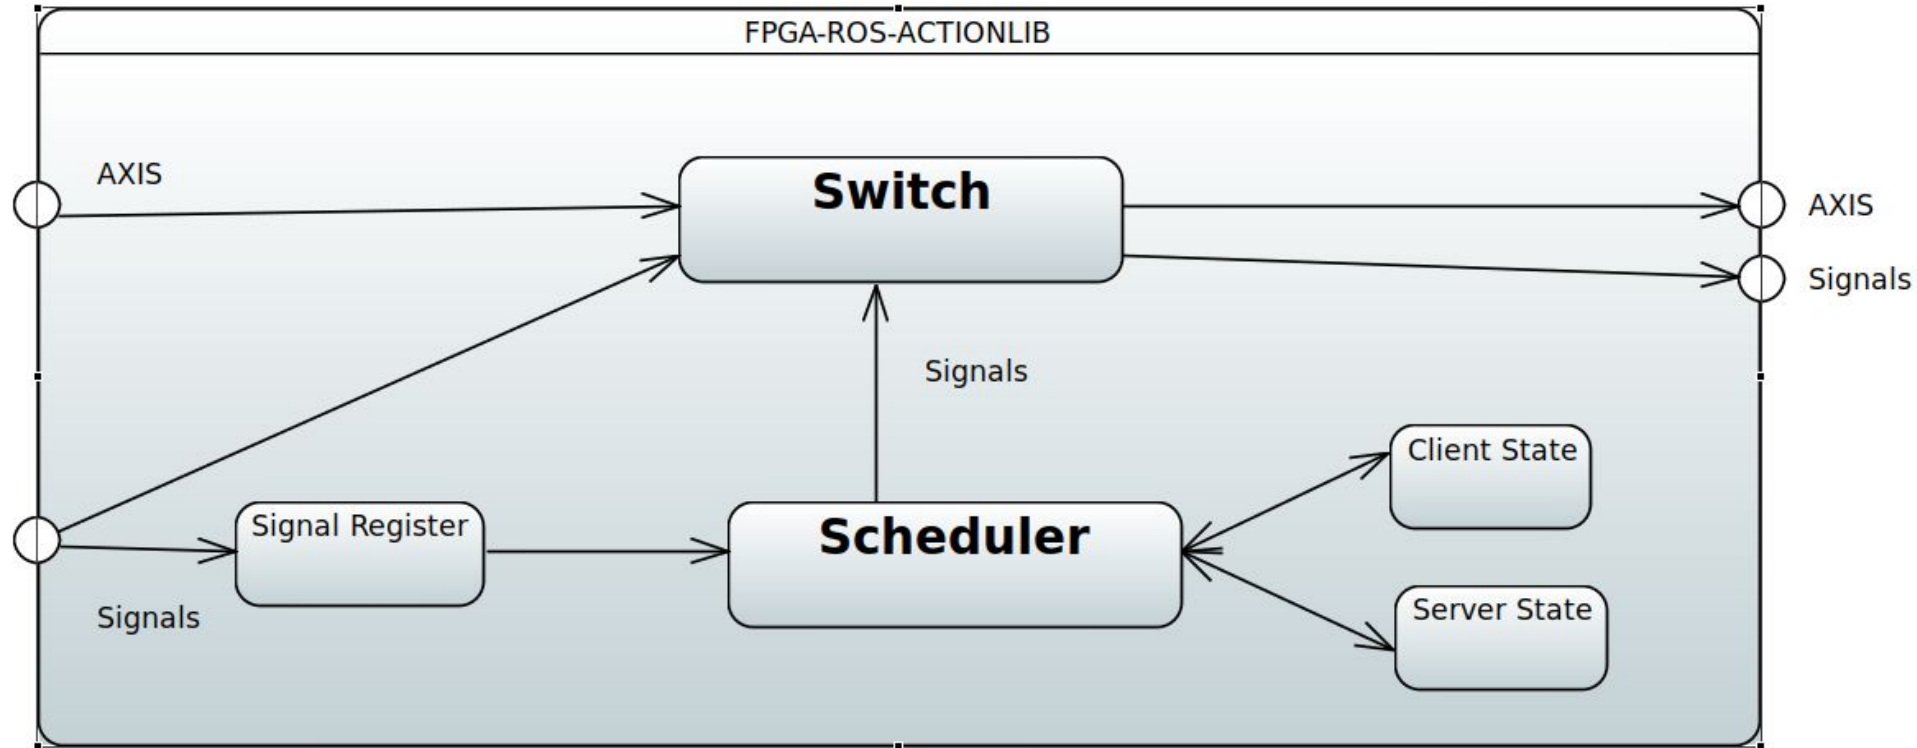 FPGA-ROS-ACTIONLIB
AXIS
Switch
AXIS
Signals
Signals
Client State
Signal Register
Scheduler
Signals
Server State